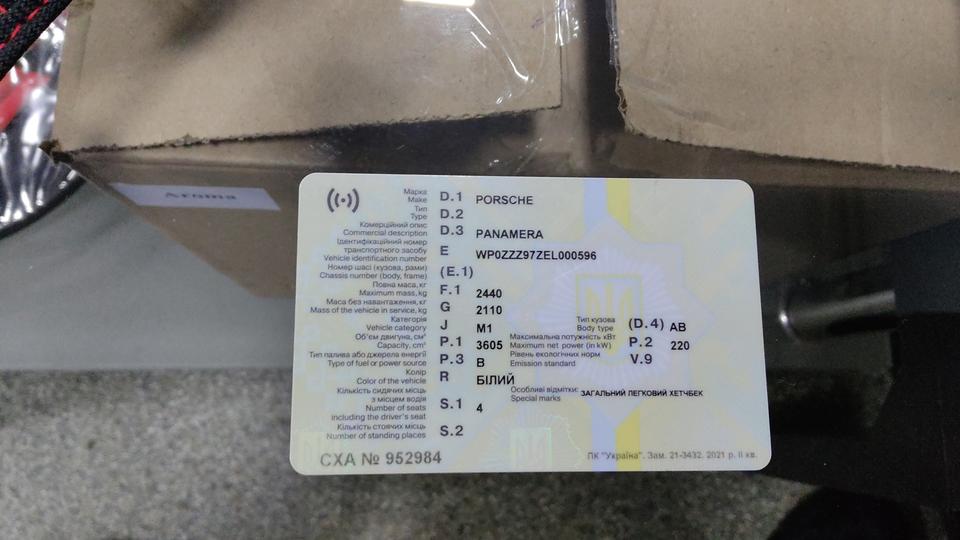 Aroma
Марка
Make D.1 PORSCHE
Тип
Type D.2
Комерційний опис
Commercial description D.3 PANAMERA
Ідентифікаційний номер
транспортного засобу
Vehicle identification number E WP0ZZZ97ZEL000596
Номер шасі (кузова, рами)
Chassis number (body, frame) (E.1)
Повна маса, кг
Maximum mass, kg F.1 2440
Маса без навантаження, кг
Mass of the vehicle in service, kg G 2110
Категорія
Vehicle category J M1
Тип кузова
Body type (D.4) AB
Об'єм двигуна, см³
Capacity, cm³ P.1 3605
Максимальна потужність кВт
Maximum net power (in kW) P.2 220
Тип палива або джерела енергії
Type of fuel or power source P.3 B
Рівень екологічних норм
Emission standard V.9
Колір
Color of the vehicle R БІЛИЙ
Особливі відмітки:
Special marks ЗАГАЛЬНИЙ ЛЕГКОВИЙ ХЕТЧБЕК
Кількість сидячих місць
з місцем водія
Number of seats
including the driver's seat S.1 4
Кількість стоячих місць
Number of standing places S.2
СХА № 952984
ПК "Україна". Зам. 21-3432. 2021 р. II кв.